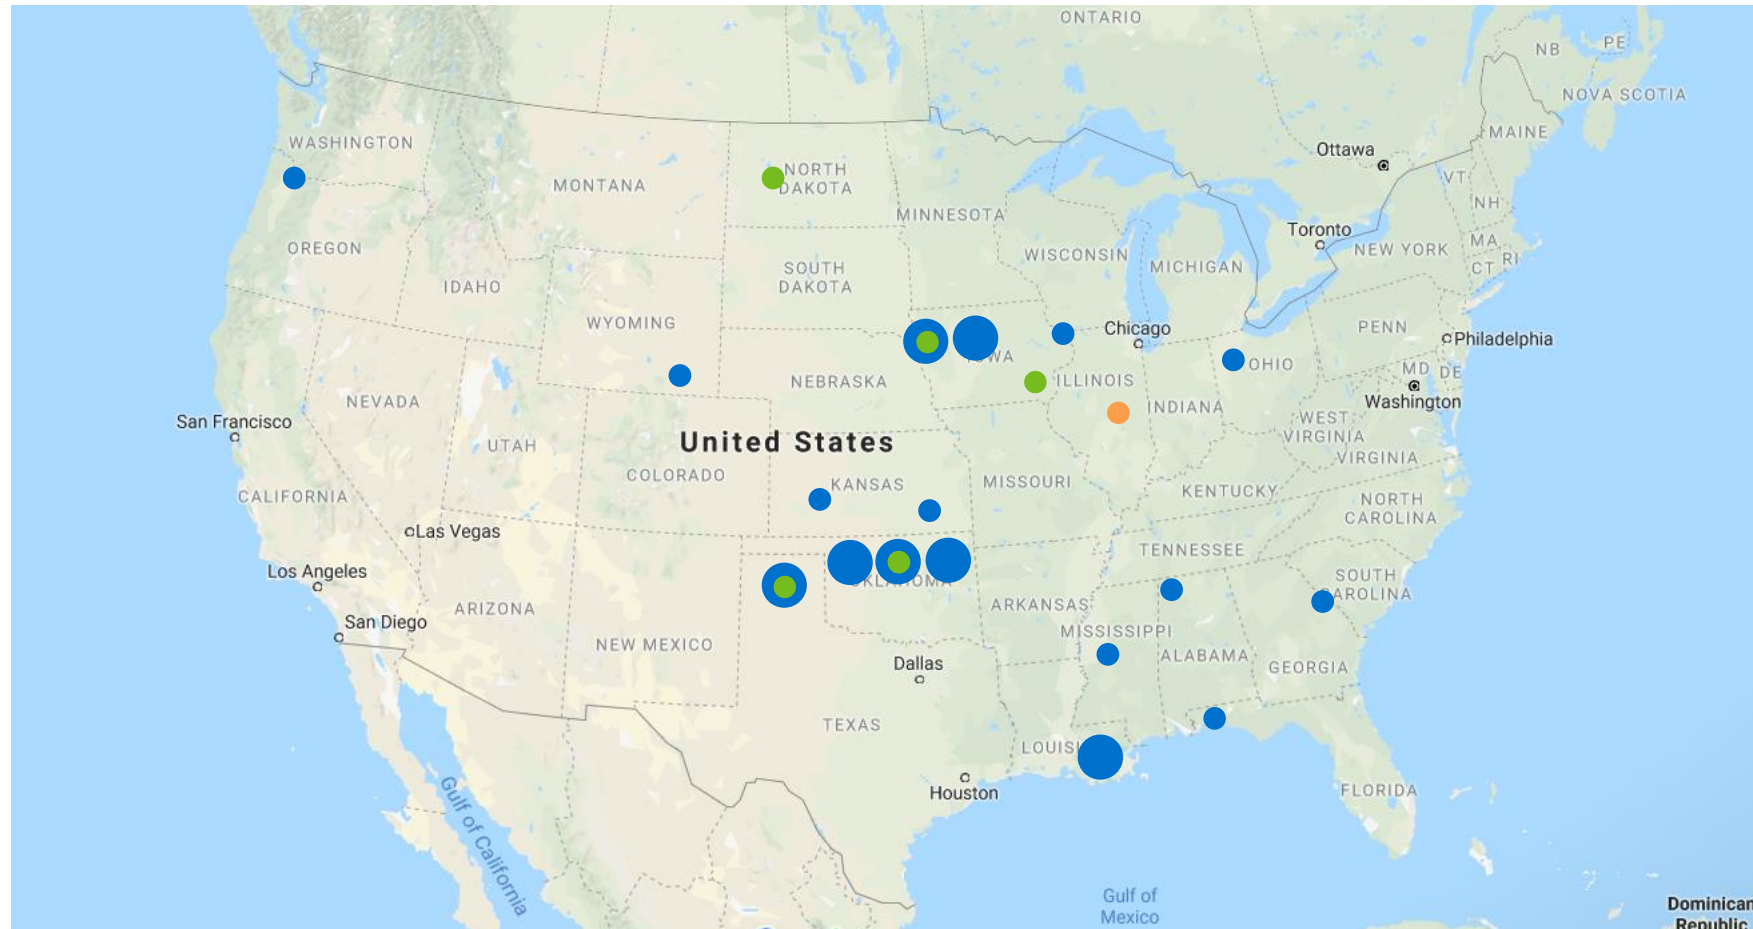 ONTARIO
NB
PE
NOVA SCOTIA
WASHINGTON
MAINE
Ottawa
NORTH
DAKOTA
MONTANA
VT
NH
MINNESOTA
Toronto
OREGON
WISCONSIN
MICHIGAN
NEW YORK
MA
CT
RI
SOUTH
DAKOTA
IDAHO
WYOMING
Chicago
PENN
Philadelphia
IOWA
OHIO
MD
DE
NEBRASKA
ILLINOIS
NEVADA
INDIANA
Washington
San Francisco
WEST
VIRGINIA
United States
UTAH
VIRGINIA
COLORADO
KANSAS
MISSOURI
CALIFORNIA
KENTUCKY
NORTH
CAROLINA
Las Vegas
TENNESSEE
Los Angeles
OKLAHOMA
SOUTH
CAROLINA
ARIZONA
ARKANSAS
San Diego
MISSISSIPPI
NEW MEXICO
Dallas
ALABAMA
GEORGIA
TEXAS
LOUISI
Houston
FLORIDA
Gulf of California
Gulf of
Mexico
Dominican
Republic